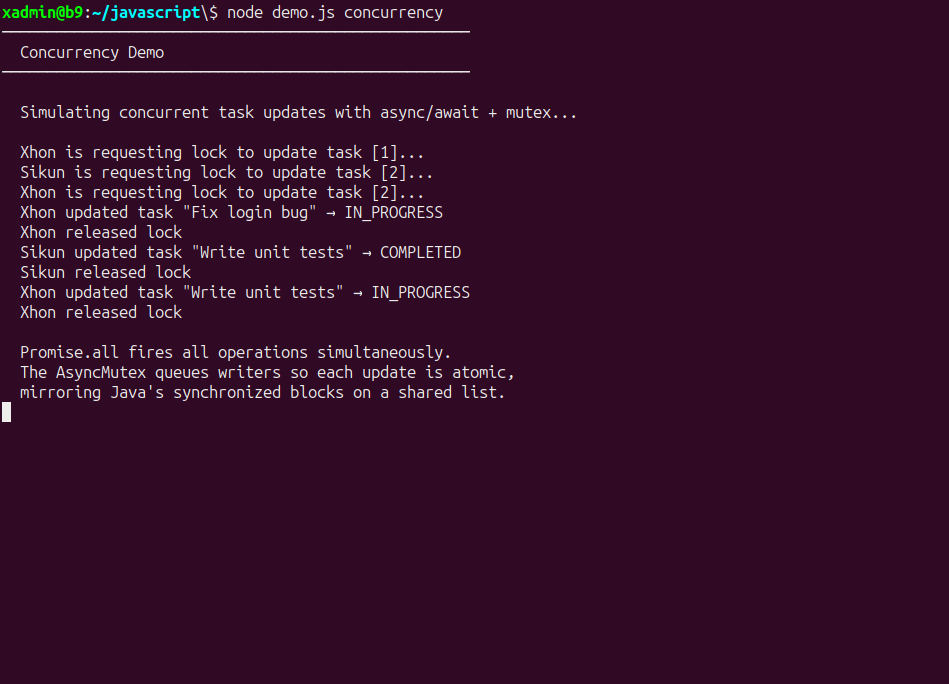 xadmin@b9:~/javascript\$ node demo.js concurrency
Concurrency Demo
Simulating concurrent task updates with async/await + mutex...
Xhon is requesting lock to update task [1]...
Sikun is requesting lock to update task [2]...
Xhon is requesting lock to update task [2]...
Xhon updated task "Fix login bug" → IN_PROGRESS
Xhon released lock
Sikun updated task "Write unit tests" → COMPLETED
Sikun released lock
Xhon updated task "Write unit tests" → IN_PROGRESS
Xhon released lock
Promise.all fires all operations simultaneously.
The AsyncMutex queues writers so each update is atomic,
mirroring Java's synchronized blocks on a shared list.